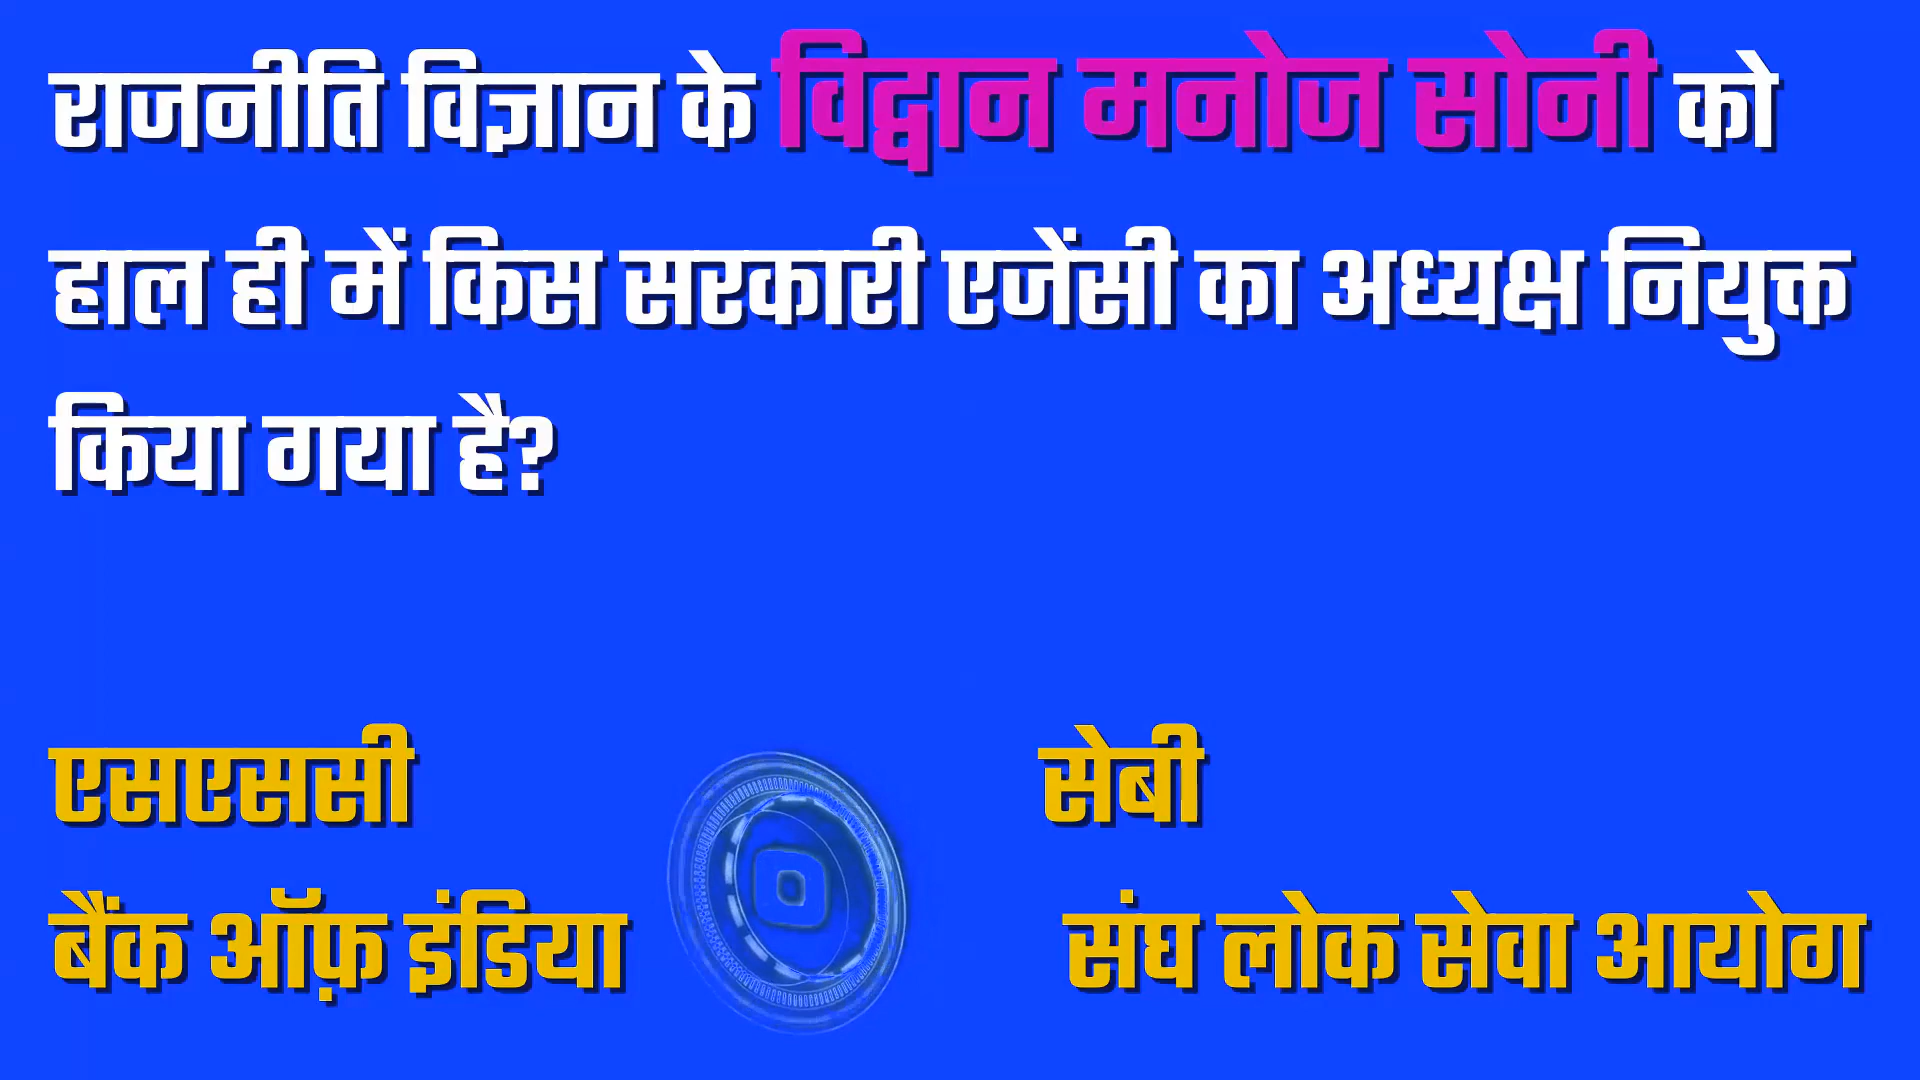 राजनीति विज्ञान के विद्वान मनोज सोनी को
हाल ही में किस सरकारी एजेंसी का अध्यक्ष नियुक्त
किया गया है?
एसएससी
सेबी
बैंक ऑफ़ इंडिया
संघ लोक सेवा आयोग